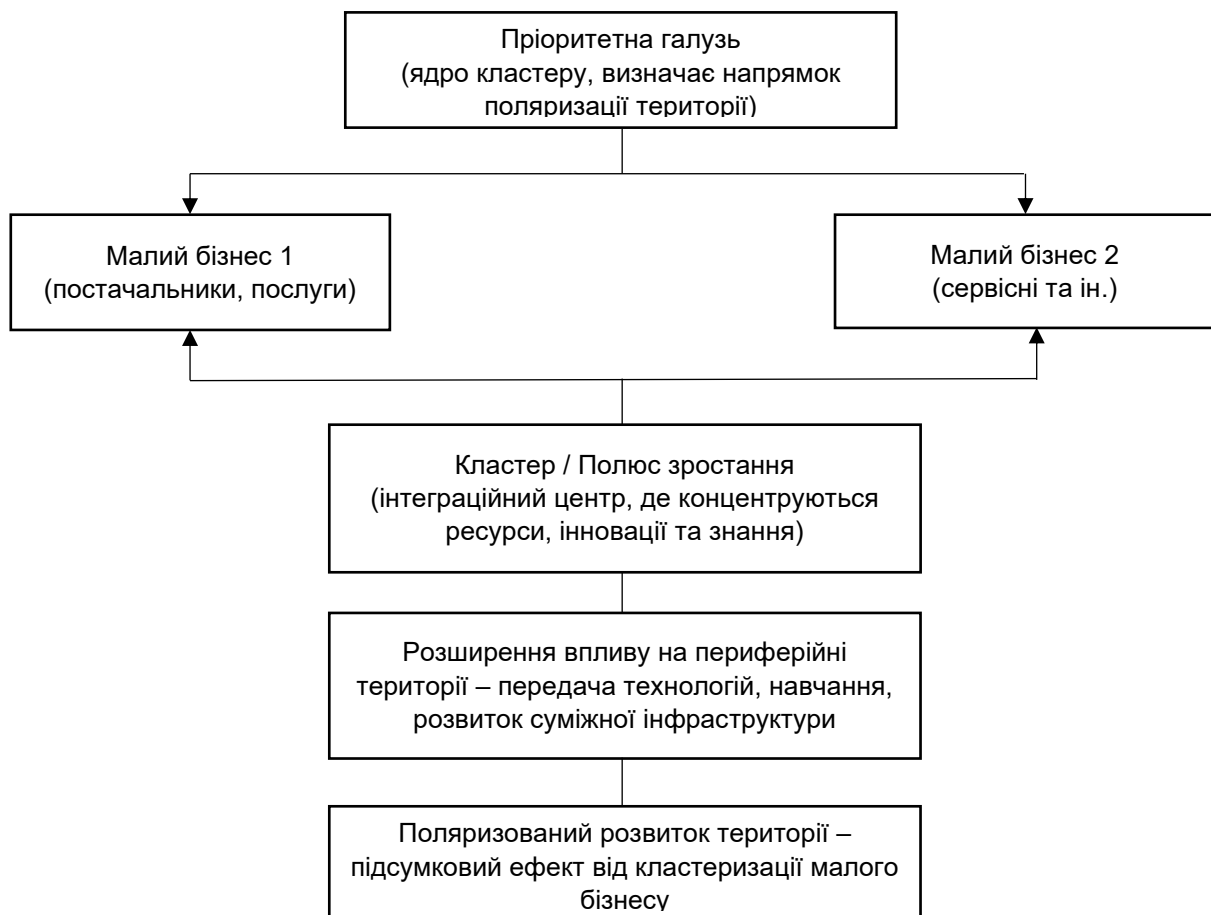 Пріоритетна галузь
(ядро кластеру, визначає напрямок
поляризації території)
Малий бізнес 1
(постачальники, послуги)
Малий бізнес 2
(сервісні та ін.)
Кластер / Полюс зростання
(інтеграційний центр, де концентруються
ресурси, інновації та знання)
Розширення впливу на периферійні
території – передача технологій, навчання,
розвиток суміжної інфраструктури
Поляризований розвиток території –
підсумковий ефект від кластеризації малого
бізнесу